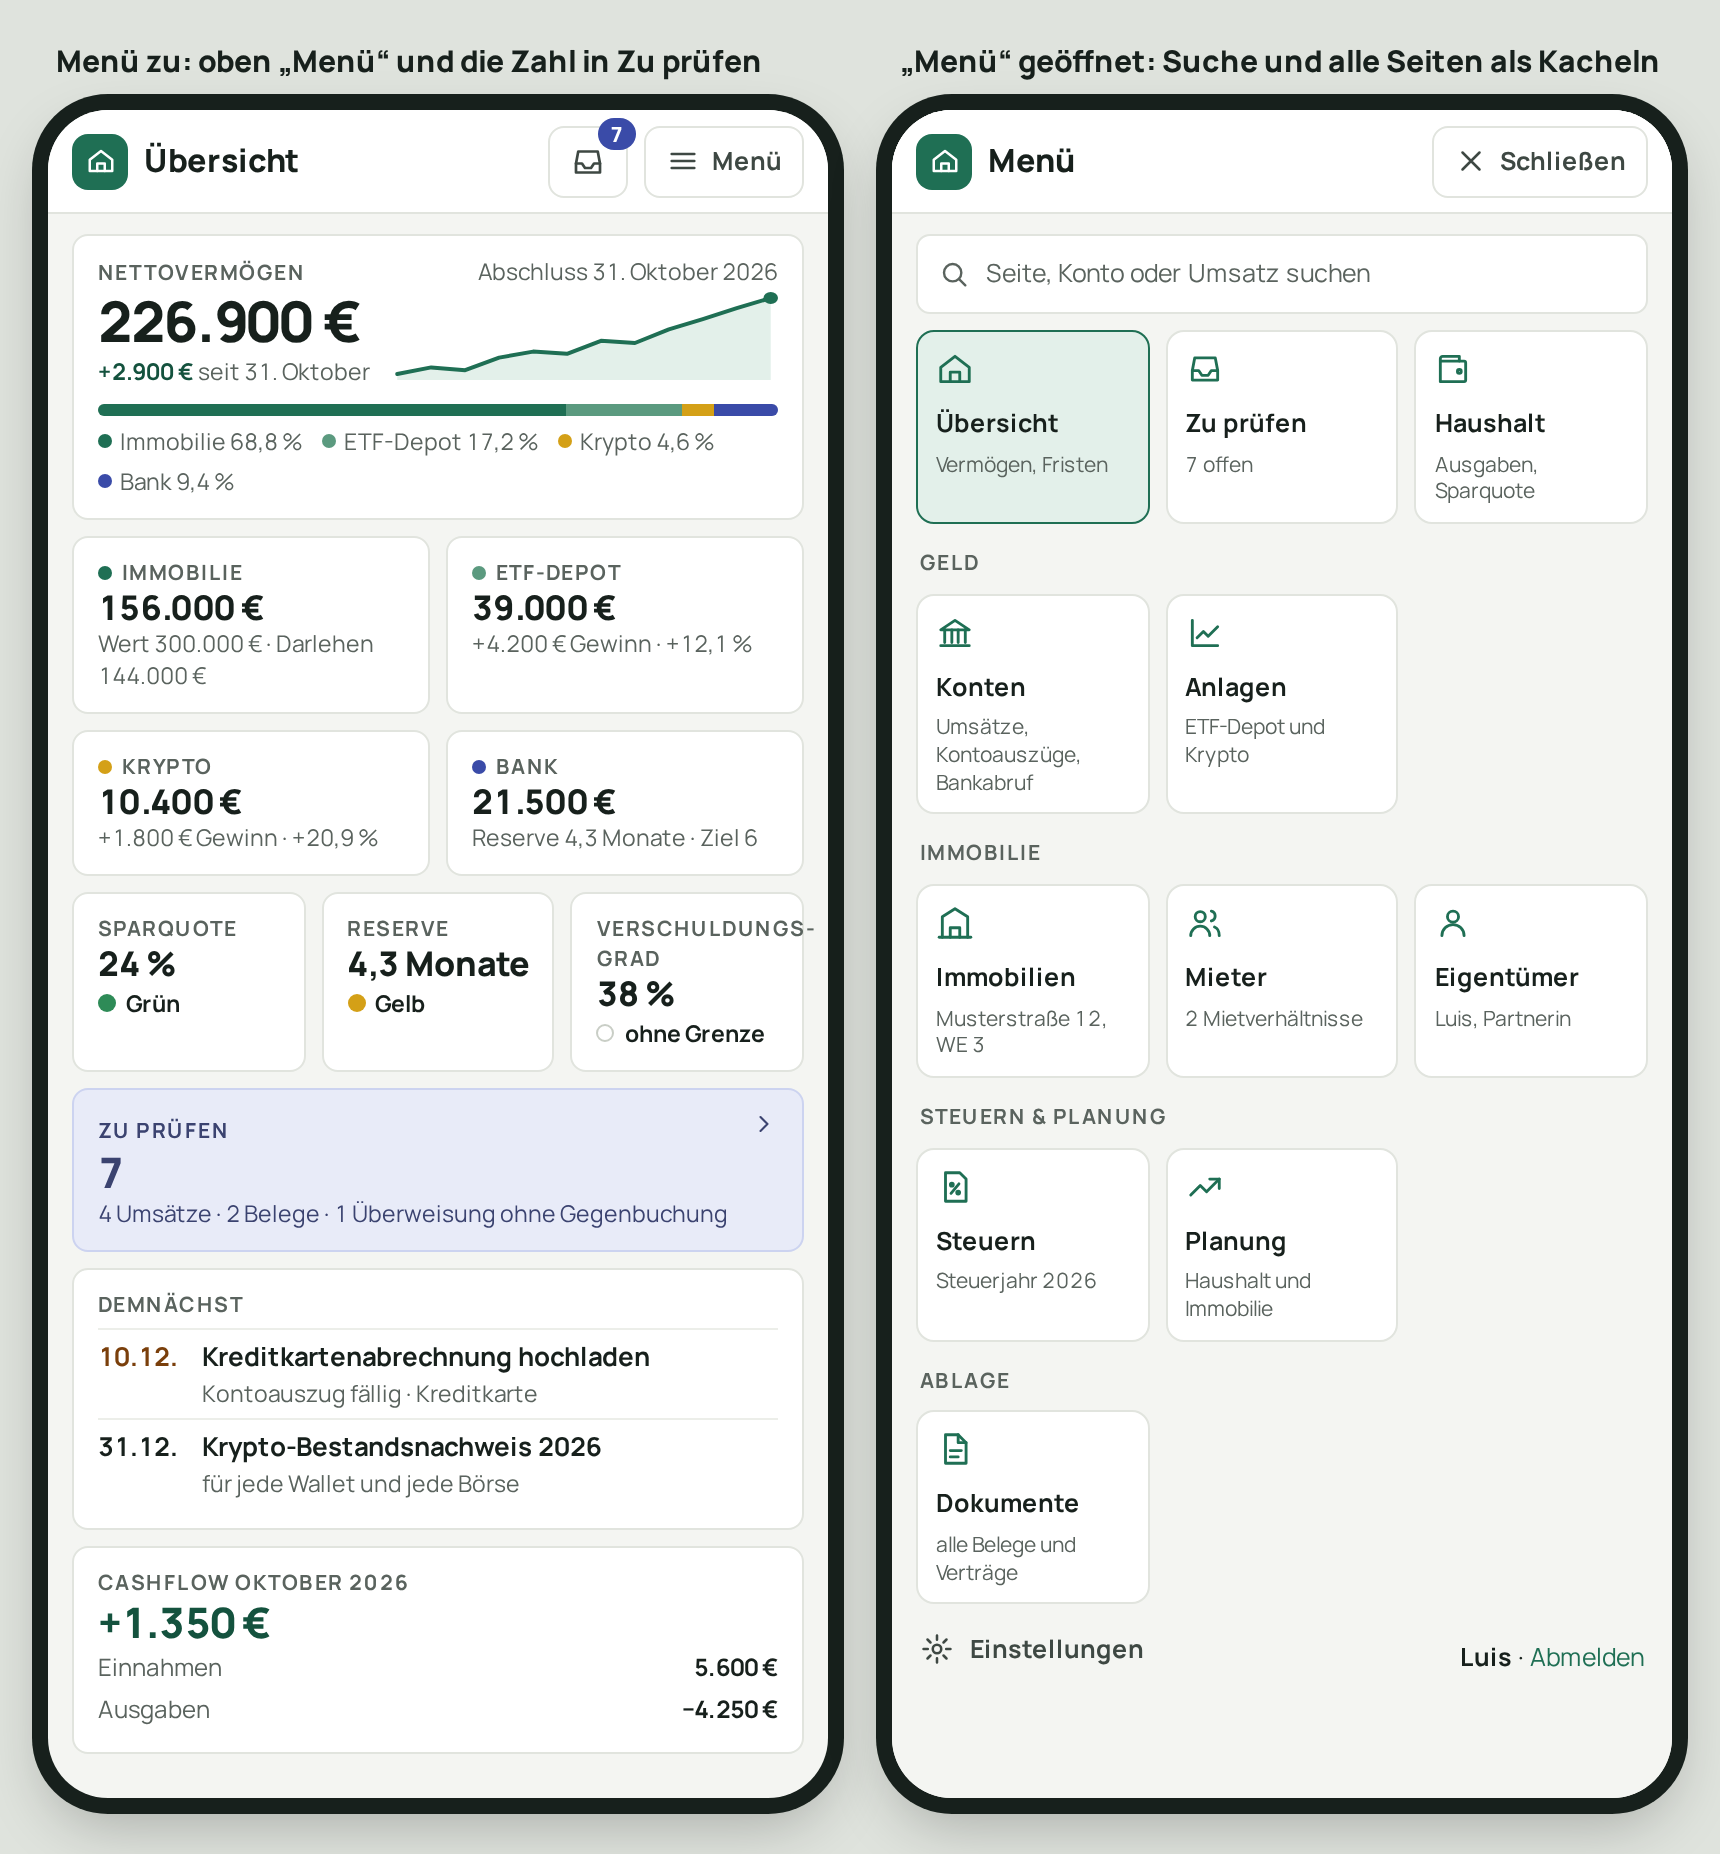 Menü zu: oben „Menü“ und die Zahl in Zu prüfen
Übersicht
7
Menü
NETTOVERMÖGEN
Abschluss 31. Oktober 2026
226.900 €
+2.900 € seit 31. Oktober
Immobilie 68,8 %
ETF-Depot 17,2 %
Krypto 4,6 %
Bank 9,4 %
IMMOBILIE
156.000 €
Wert 300.000 € · Darlehen
144.000 €
ETF-DEPOT
39.000 €
+4.200 € Gewinn · +12,1 %
KRYPTO
10.400 €
+1.800 € Gewinn · +20,9 %
BANK
21.500 €
Reserve 4,3 Monate · Ziel 6
SPARQUOTE
24 %
Grün
RESERVE
4,3 Monate
Gelb
VERSCHULDUNGS-
GRAD
38 %
ohne Grenze
ZU PRÜFEN
7
4 Umsätze · 2 Belege · 1 Überweisung ohne Gegenbuchung
DEMNÄCHST
10.12.
Kreditkartenabrechnung hochladen
Kontoauszug fällig · Kreditkarte
31.12.
Krypto-Bestandsnachweis 2026
für jede Wallet und jede Börse
CASHFLOW OKTOBER 2026
+1.350 €
Einnahmen
5.600 €
Ausgaben
−4.250 €
„Menü“ geöffnet: Suche und alle Seiten als Kacheln
Menü
Schließen
Seite, Konto oder Umsatz suchen
Übersicht
Vermögen, Fristen
Zu prüfen
7 offen
Haushalt
Ausgaben,
Sparquote
GELD
Konten
Umsätze,
Kontoauszüge,
Bankabruf
Anlagen
ETF-Depot und
Krypto
IMMOBILIE
Immobilien
Musterstraße 12,
WE 3
Mieter
2 Mietverhältnisse
Eigentümer
Luis, Partnerin
STEUERN & PLANUNG
Steuern
Steuerjahr 2026
Planung
Haushalt und
Immobilie
ABLAGE
Dokumente
alle Belege und
Verträge
Einstellungen
Luis · Abmelden